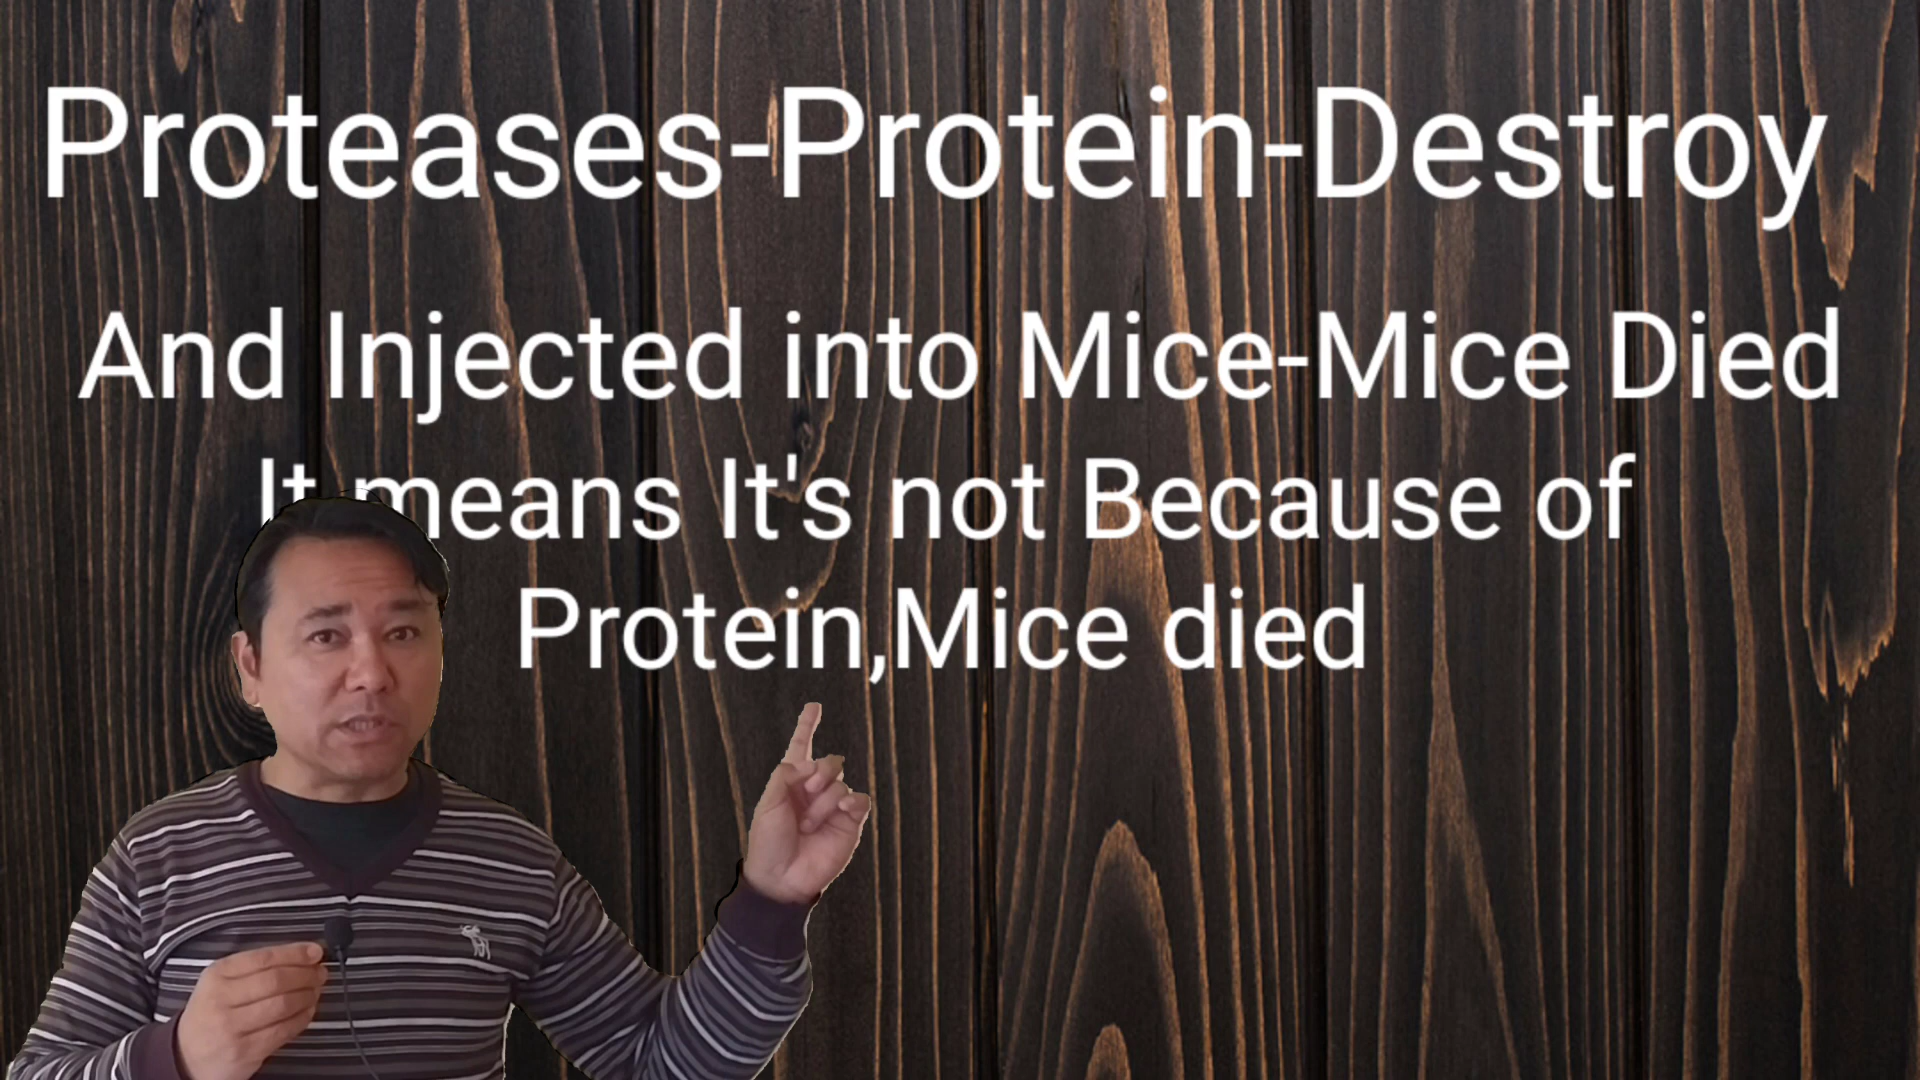 Proteases-Protein-Destroy
And Injected into Mice-Mice Died
It means It's not Because of
Protein,Mice died